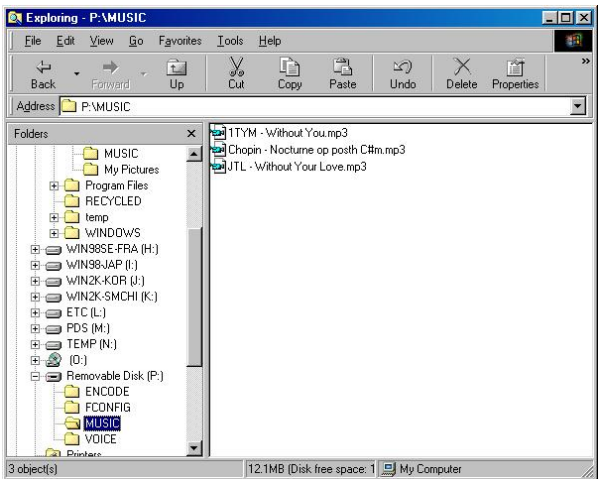 Exploring - P:\MUSIC
File Edit View Go Favorites Tools Help
Back Forward Up Cut Copy Paste Undo Delete Properties »
Address P:\MUSIC
Folders
MUSIC
My Pictures
Program Files
RECYCLED
temp
WINDOWS
WIN98SE-FRA (H:)
WIN98-JAP (I:)
WIN2K-KOR (J:)
WIN2K-SMCHI (K:)
ETC (L:)
PDS (M:)
TEMP (N:)
(O:)
Removable Disk (P:)
ENCODE
FCONFIG
MUSIC
VOICE
Printers
1TYM - Without You.mp3
Chopin - Nocturne op posth C#m.mp3
JTL - Without Your Love.mp3
3 object(s) 12.1MB (Disk free space: 1 My Computer